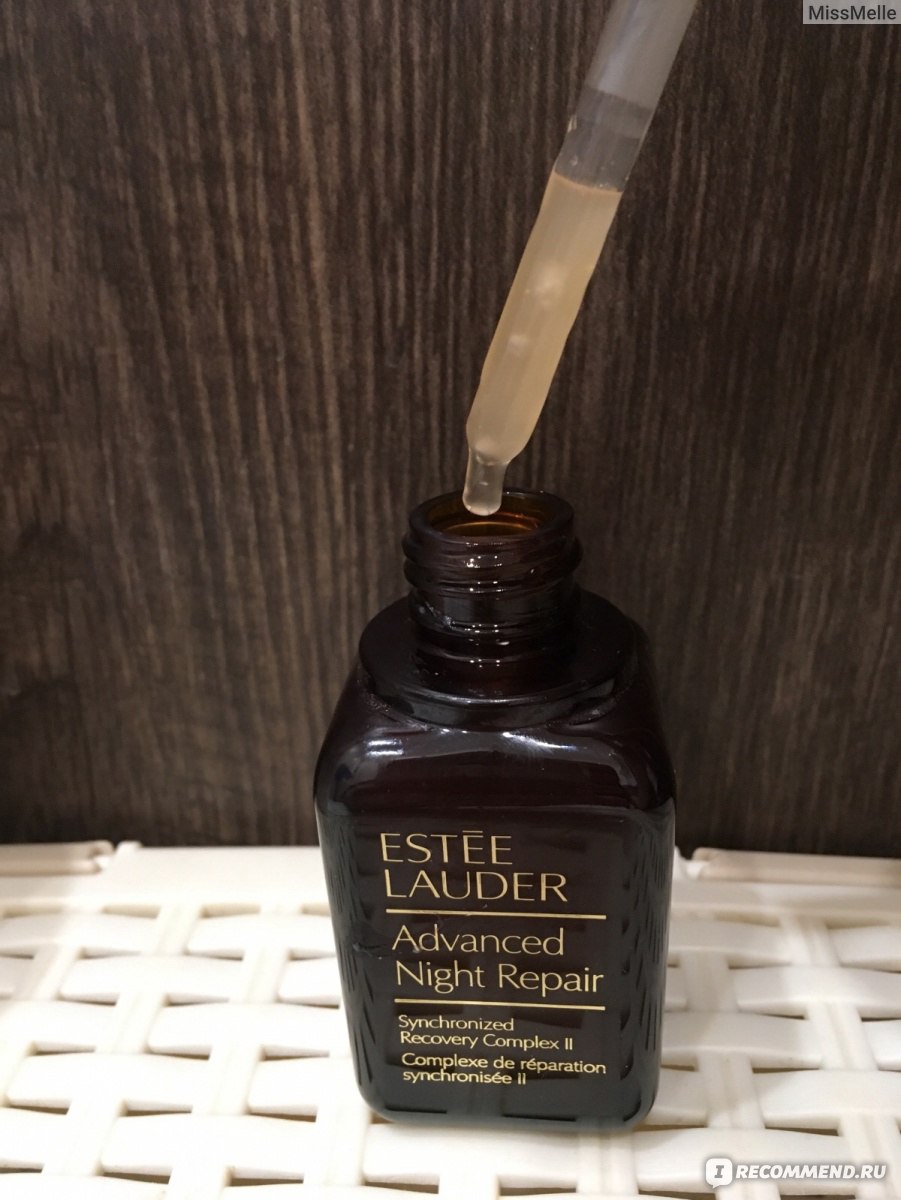 MissMelle
ESTĒE
LAUDER
Advanced
Night Repair
Synchronized
Recovery Complex II
Complexe de réparation
synchronisée II
I RECOMMEND.RU